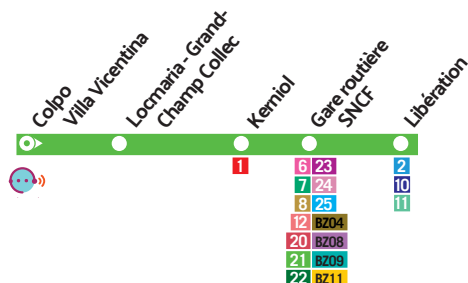 Colpo
Villa Vicentina
Locmaria - Grand-
Champ Collec
Kerniol
Gare routière
SNCF
Libération
1
6 23
7 24
8 25
12 BZ04
20 BZ08
21 BZ09
22 BZ11
2
10
11